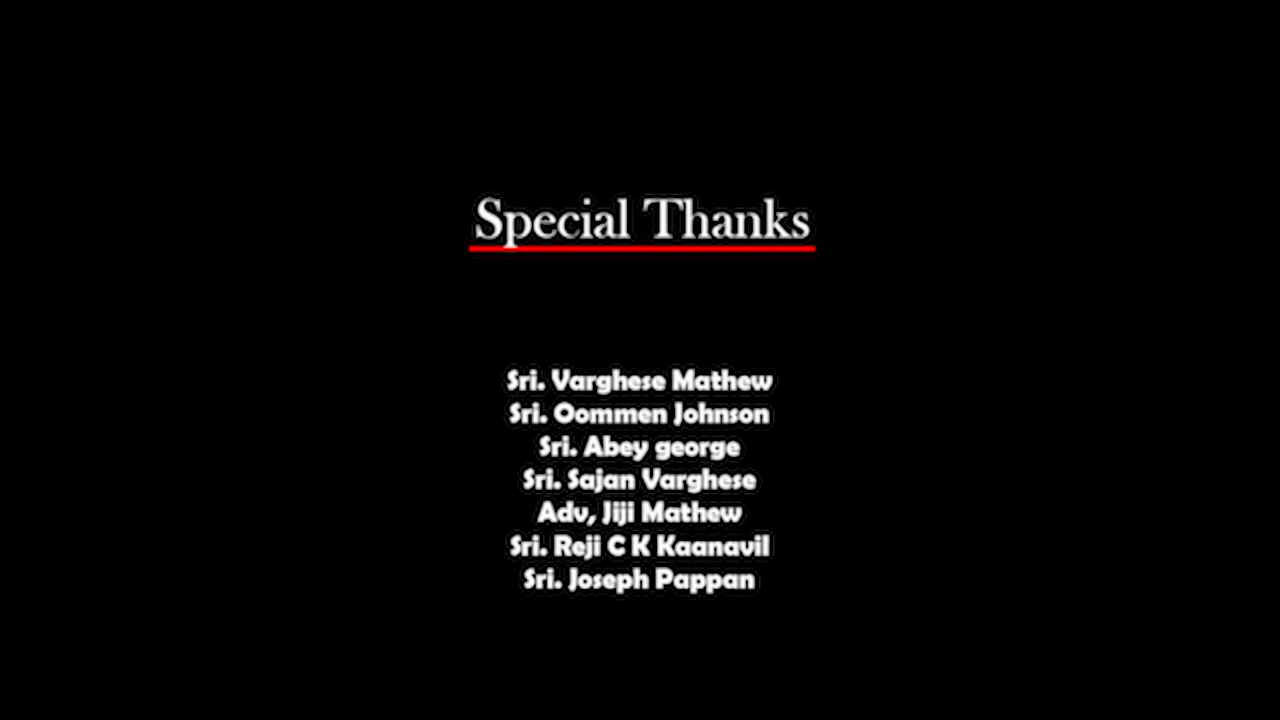 Special Thanks
Sri. Varghese Mathew
Sri. Oommen Johnson
Sri. Abey george
Sri. Sajan Varghese
Adv, Jiji Mathew
Sri. Reji C K Kaanavil
Sri. Joseph Pappan